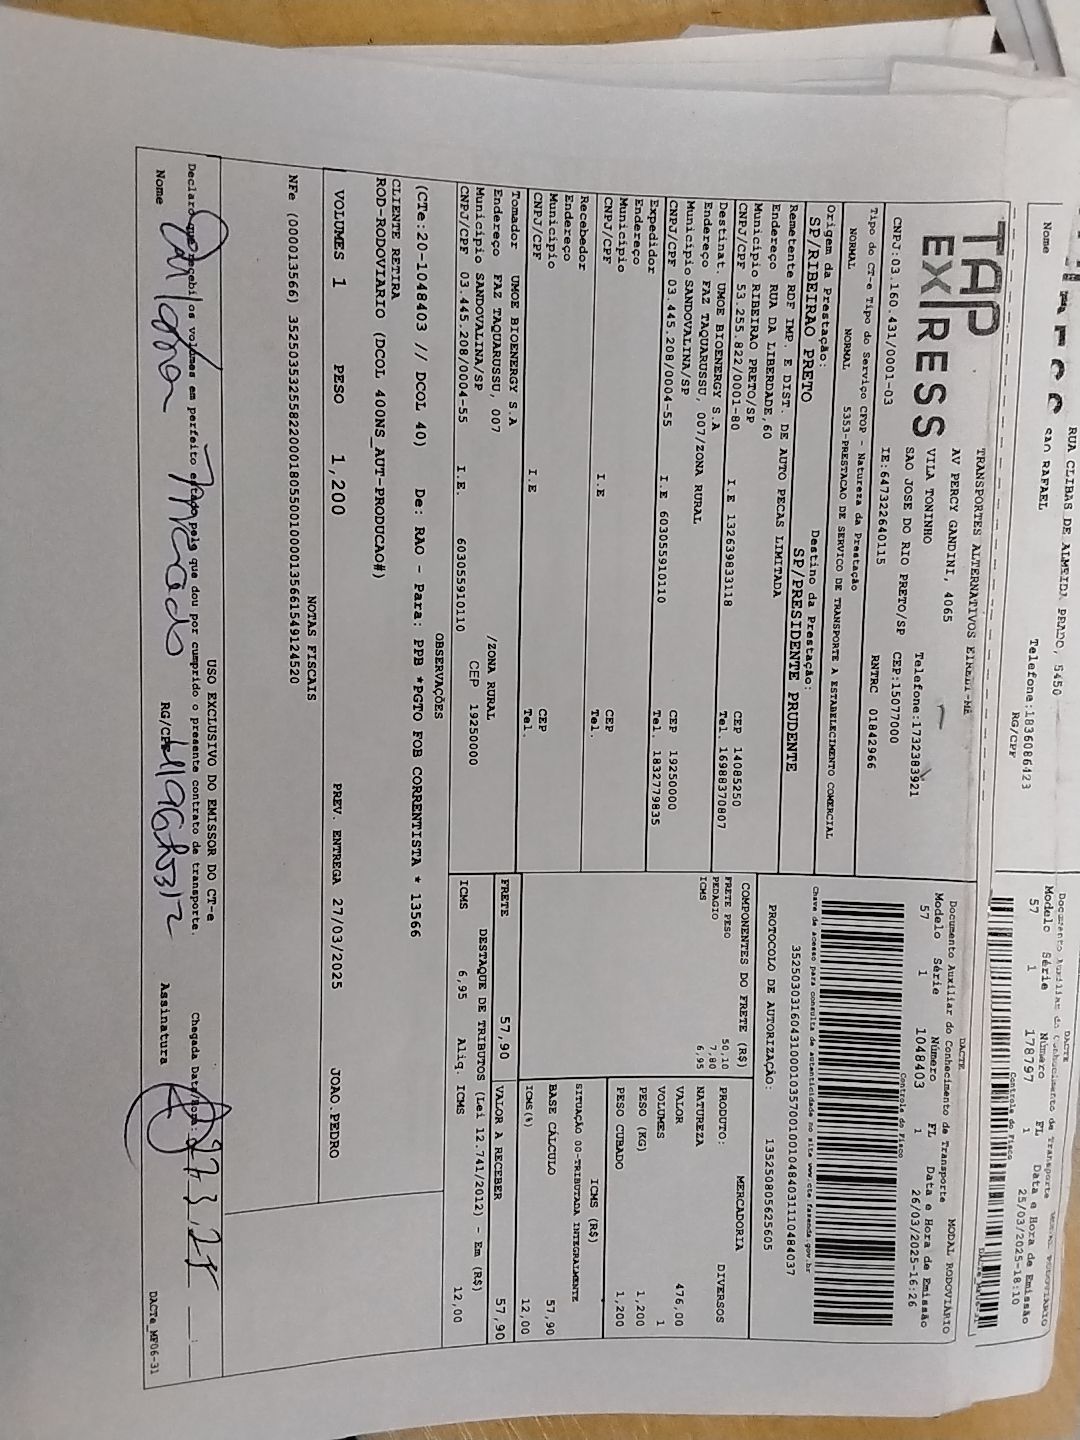 RUA CLIBAS DE ALMEIDA PRADO, 5450
SAO RAFAEL
Telefone:1836086423
Nome
RG/CPF
Modelo Série Número FL Data e Hora de Emissão
57 1 178797 1 25/03/2025-18:10
Controle do Fisco
TAP EXPRESS
TRANSPORTES ALTERNATIVOS EIRELI-ME
AV PERCY GANDINI, 4065
VILA TONINHO Telefone:1732383921
SAO JOSE DO RIO PRETO/SP CEP:15077000
CNPJ:03.160.431/0001-03 IE:647322640115 RNTRC 01842966
DACTE MODAL RODOVIÁRIO
Documento Auxiliar do Conhecimento de Transporte
Modelo Série Número FL Data e Hora de Emissão
57 1 1048403 1 26/03/2025-16:26
Controle do Fisco
Chave de acesso para consulta de autenticidade no site www.cte.fazenda.gov.br
35250303160431000103570010010484031110484037
PROTOCOLO DE AUTORIZAÇÃO: 135250805625605
Tipo do CT-e Tipo do Serviço CFOP - Natureza da Prestação
NORMAL NORMAL 5353-PRESTACAO DE SERVICO DE TRANSPORTE A ESTABELECIMENTO COMERCIAL
Origem da Prestação: Destino da Prestação:
SP/RIBEIRAO PRETO SP/PRESIDENTE PRUDENTE
Remetente RDF IMP. E DIST. DE AUTO PECAS LIMITADA
Endereço RUA DA LIBERDADE,60
Município RIBEIRAO PRETO/SP CEP 14085250
CNPJ/CPF 53.255.822/0001-80 I.E 132639833118 Tel. 16988370807
Destinat. UMOE BIOENERGY S.A
Endereço FAZ TAQUARUSSU, 007/ZONA RURAL
Município SANDOVALINA/SP CEP 19250000
CNPJ/CPF 03.445.208/0004-55 I.E 603055910110 Tel. 1832779835
Expedidor
Endereço
Município CEP
CNPJ/CPF I.E Tel.
Recebedor
Endereço
Município CEP
CNPJ/CPF I.E Tel.
Tomador UMOE BIOENERGY S.A
Endereço FAZ TAQUARUSSU, 007 /ZONA RURAL
Município SANDOVALINA/SP CEP 19250000
CNPJ/CPF 03.445.208/0004-55 I.E. 603055910110
COMPONENTES DO FRETE (R$)
FRETE PESO 50,10
PEDAGIO 7,80
ICMS 6,95
MERCADORIA
PRODUTO: DIVERSOS
NATUREZA
VALOR 476,00
VOLUMES 1
PESO (KG) 1,200
PESO CUBADO 1,200
ICMS (R$)
SITUAÇÃO 00-TRIBUTADA INTEGRALMENTE
BASE CÁLCULO 57,90
ICMS(%) 12,00
FRETE 57,90 VALOR A RECEBER 57,90
DESTAQUE DE TRIBUTOS (Lei 12.741//2012) - Em (R$)
ICMS 6,95 Aliq. ICMS 12,00
OBSERVAÇÕES
(CTe:20-1048403 // DCOL 40) De: RAO - Para: PPB *PGTO FOB CORRENTISTA * 13566
CLIENTE RETIRA
ROD-RODOVIARIO (DCOL 400NS_AUT-PRODUCAO#)
VOLUMES 1 PESO 1,200 PREV. ENTREGA 27/03/2025 JOAO.PEDRO
NOTAS FISCAIS
NFe (000013566) 35250353255822000180550010000135661549124520
USO EXCLUSIVO DO EMISSOR DO CT-e
Declaro que recebi os volumes em perfeito estado pelo que dou por cumprido o presente contrato de transporte. Chegada Data/Hora
Nome RG/CPF Assinatura
DACTe_MF06-31